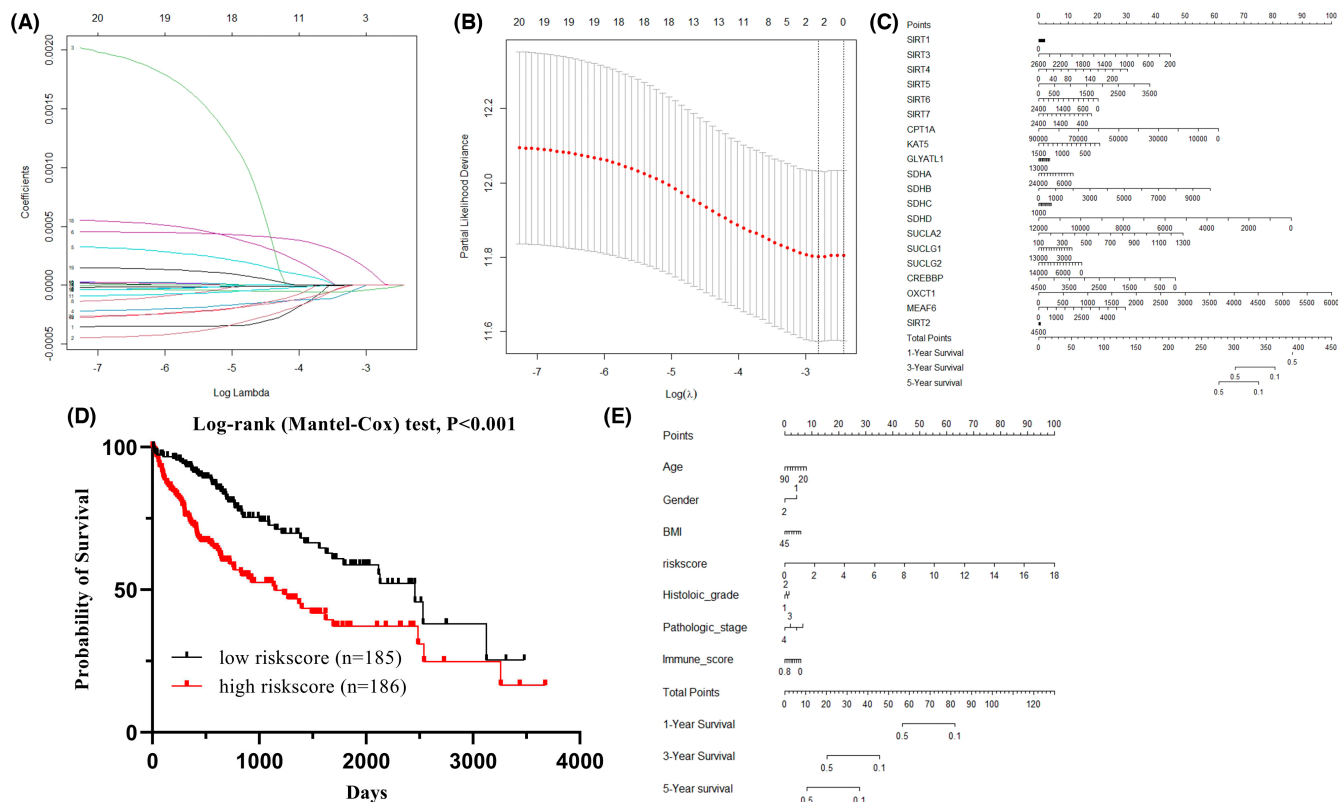 (A)
20 19 18 11 3
0.0020
0.0015
0.0010
0.0005
0.0000
-0.0005
Coefficients
-7 -6 -5 -4 -3
Log Lambda
(B)
20 19 19 19 18 18 18 13 13 11 8 5 2 2 0
12.2
12.0
11.8
11.6
Partial Likelihood Deviance
-7 -6 -5 -4 -3
Log(λ)
(C)
Points
0 10 20 30 40 50 60 70 80 90 100
SIRT1
0
SIRT3
2600 2200 1800 1400 1000 600 200
SIRT4
0 40 80 140 200
SIRT5
0 500 1500 2500 3500
SIRT6
2400 1400 600 0
SIRT7
2400 1400 400
CPT1A
90000 70000 50000 30000 10000 0
KAT5
1500 1000 500
GLYATL1
13000
SDHA
24000 6000
SDHB
0 1000 3000 5000 7000 9000
SDHC
1000
SDHD
12000 10000 8000 6000 4000 2000 0
SUCLA2
100 300 500 700 900 1100 1300
SUCLG1
13000 3000
SUCLG2
14000 6000 0
CREBBP
4500 3500 2500 1500 500 0
OXCT1
0 500 1000 1500 2000 2500 3000 3500 4000 4500 5000 5500 6000
MEAF6
0 1000 2500 4000
SIRT2
4500
Total Points
0 50 100 150 200 250 300 350 400 450
1-Year Survival
0.5
3-Year Survival
0.5 0.1
5-Year survival
0.5 0.1
(D)
Log-rank (Mantel-Cox) test, P<0.001
100
50
0
Probability of Survival
low riskscore (n=185)
high riskscore (n=186)
0 1000 2000 3000 4000
Days
(E)
Points
0 10 20 30 40 50 60 70 80 90 100
Age
90 20
Gender
1
2
BMI
45
riskscore
0 2 4 6 8 10 12 14 16 18
Histoloic_grade
2
1
Pathologic_stage
3
4
Immune_score
0.8 0
Total Points
0 10 20 30 40 50 60 70 80 90 100 120
1-Year Survival
0.5 0.1
3-Year Survival
0.5 0.1
5-Year Survival
0.5 0.1